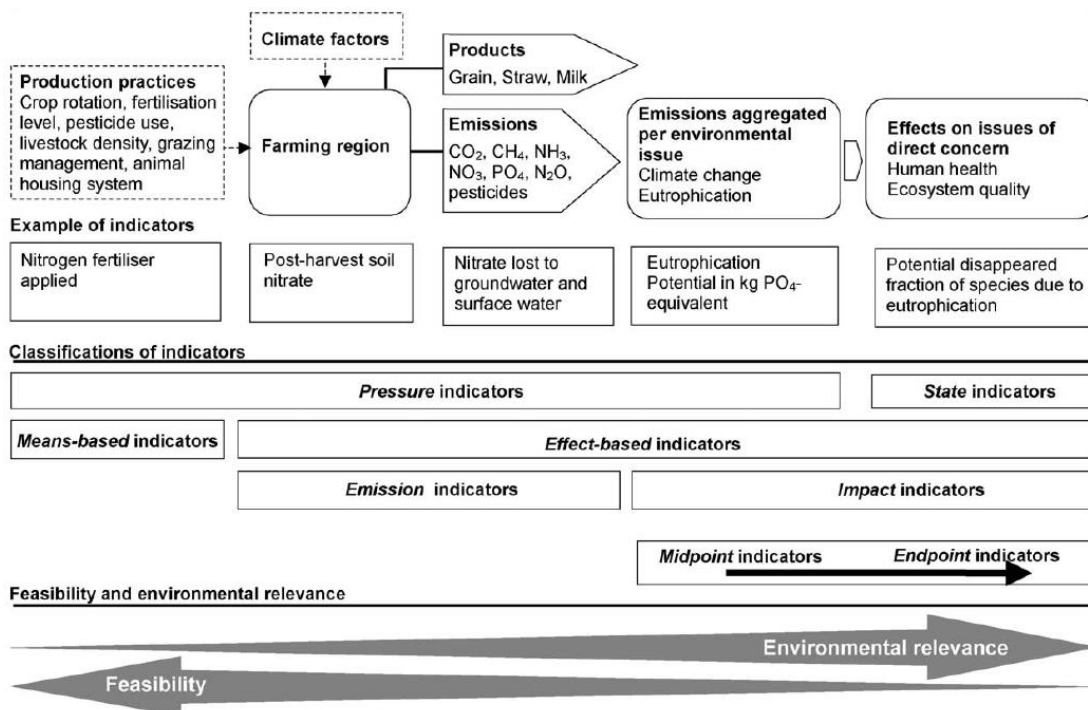 Climate factors
Products
Grain, Straw, Milk
Production practices
Crop rotation, fertilisation
level, pesticide use,
livestock density, grazing
management, animal
housing system
Farming region
Emissions
CO₂, CH₄, NH₃,
NO₃, PO₄, N₂O,
pesticides
Emissions aggregated
per environmental
issue
Climate change
Eutrophication
Effects on issues of
direct concern
Human health
Ecosystem quality
Example of indicators
Nitrogen fertiliser
applied
Post-harvest soil
nitrate
Nitrate lost to
groundwater and
surface water
Eutrophication
Potential in kg PO₄-
equivalent
Potential disappeared
fraction of species due to
eutrophication
Classifications of indicators
Pressure indicators
State indicators
Means-based indicators
Effect-based indicators
Emission indicators
Impact indicators
Midpoint indicators
Endpoint indicators
Feasibility and environmental relevance
Environmental relevance
Feasibility